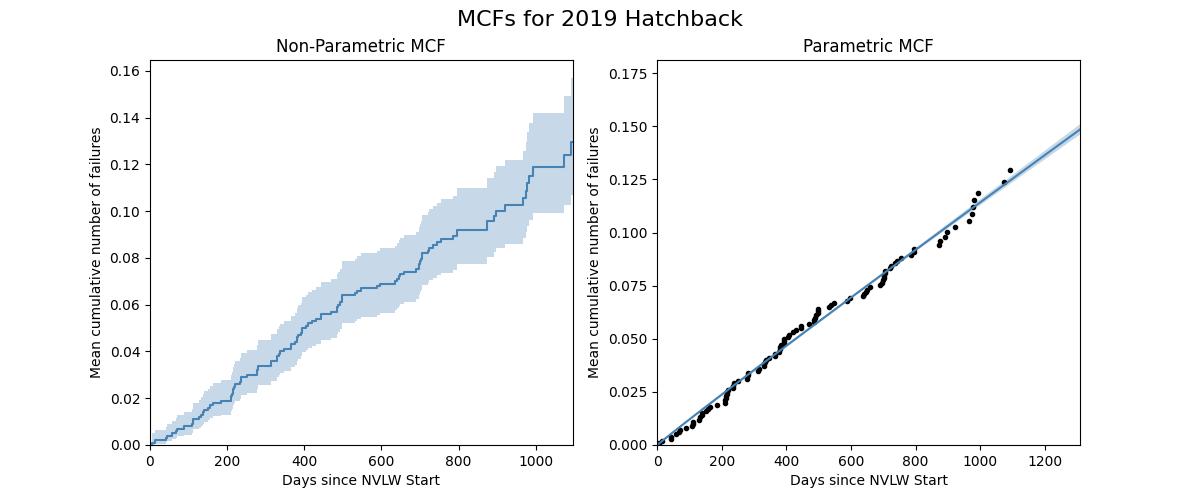 MCFs for 2019 Hatchback
Non-Parametric MCF
Mean cumulative number of failures
0.16
0.14
0.12
0.10
0.08
0.06
0.04
0.02
0.00
0 200 400 600 800 1000
Days since NVLW Start
Parametric MCF
Mean cumulative number of failures
0.175
0.150
0.125
0.100
0.075
0.050
0.025
0.000
0 200 400 600 800 1000 1200
Days since NVLW Start